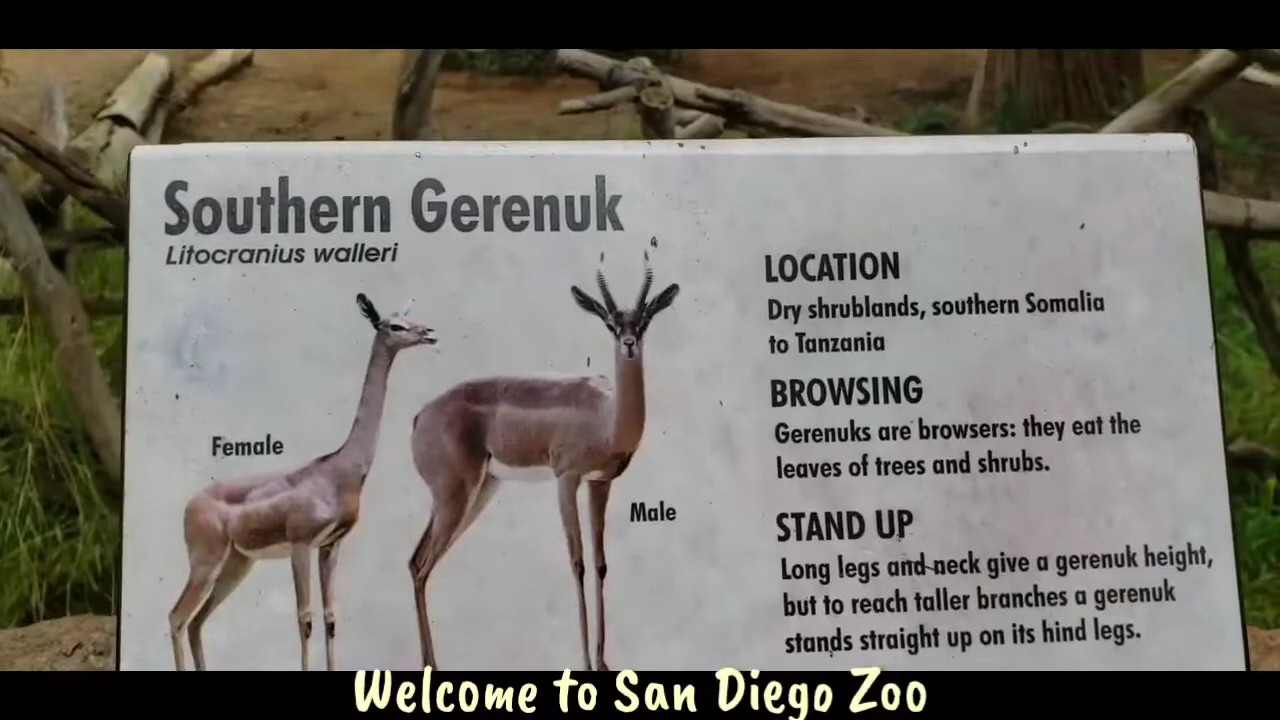 Southern Gerenuk
Litocranius walleri
Female
Male
LOCATION
Dry shrublands, southern Somalia
to Tanzania
BROWSING
Gerenuks are browsers: they eat the
leaves of trees and shrubs.
STAND UP
Long legs and neck give a gerenuk height,
but to reach taller branches a gerenuk
stands straight up on its hind legs.
Welcome to San Diego Zoo